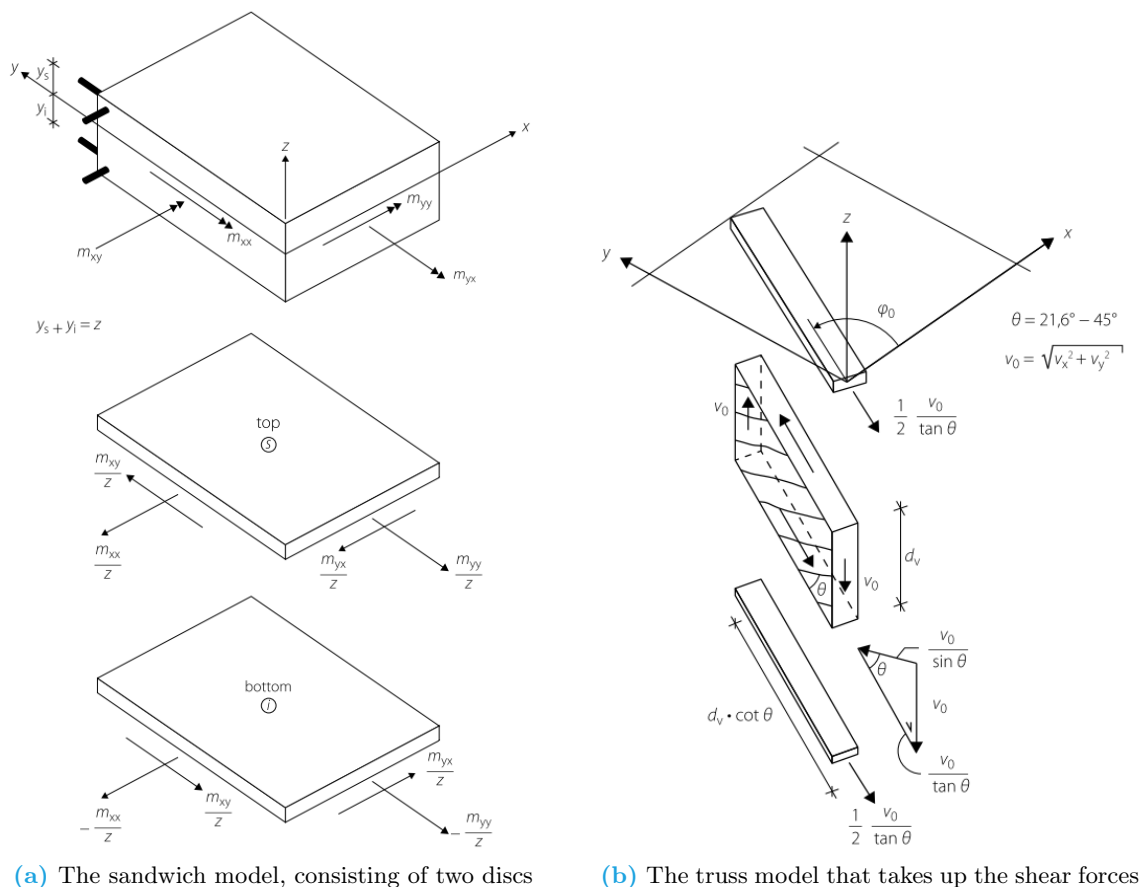 y
y_s
y_i
z
x
m_xy
m_xx
m_yy
m_yx
y_s + y_i = z
top
s
m_xy / z
m_xx / z
m_yx / z
m_yy / z
bottom
i
m_yx / z
− m_xx / z
m_xy / z
− m_yy / z
(a) The sandwich model, consisting of two discs
z
x
y
φ_0
θ = 21,6° – 45°
v_0 = √(v_x² + v_y²)
1/2 v_0 / tan θ
v_0
d_v
v_0
θ
v_0 / sin θ
θ
v_0
d_v • cot θ
v_0 / tan θ
1/2 v_0 / tan θ
(b) The truss model that takes up the shear forces